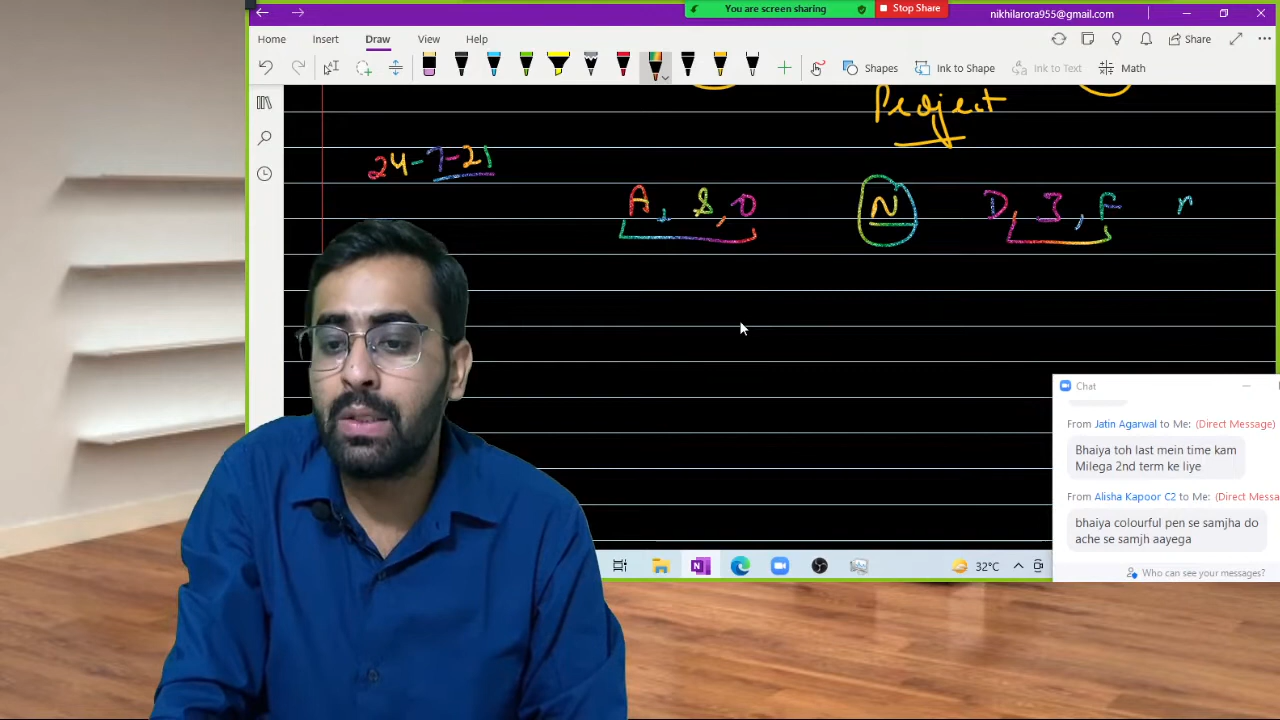 You are screen sharing
Stop Share
nikhilarora955@gmail.com
Home Insert Draw View Help
Share
Shapes
Ink to Shape
Ink to Text
Math
Project
24-7-21
A, S, O N D, J, F
Chat
From Jatin Agarwal to Me: (Direct Message)
Bhaiya toh last mein time kam
Milega 2nd term ke liye
From Alisha Kapoor C2 to Me: (Direct Messa
bhaiya colourful pen se samjha do
ache se samjh aayega
Who can see your messages?
32°C